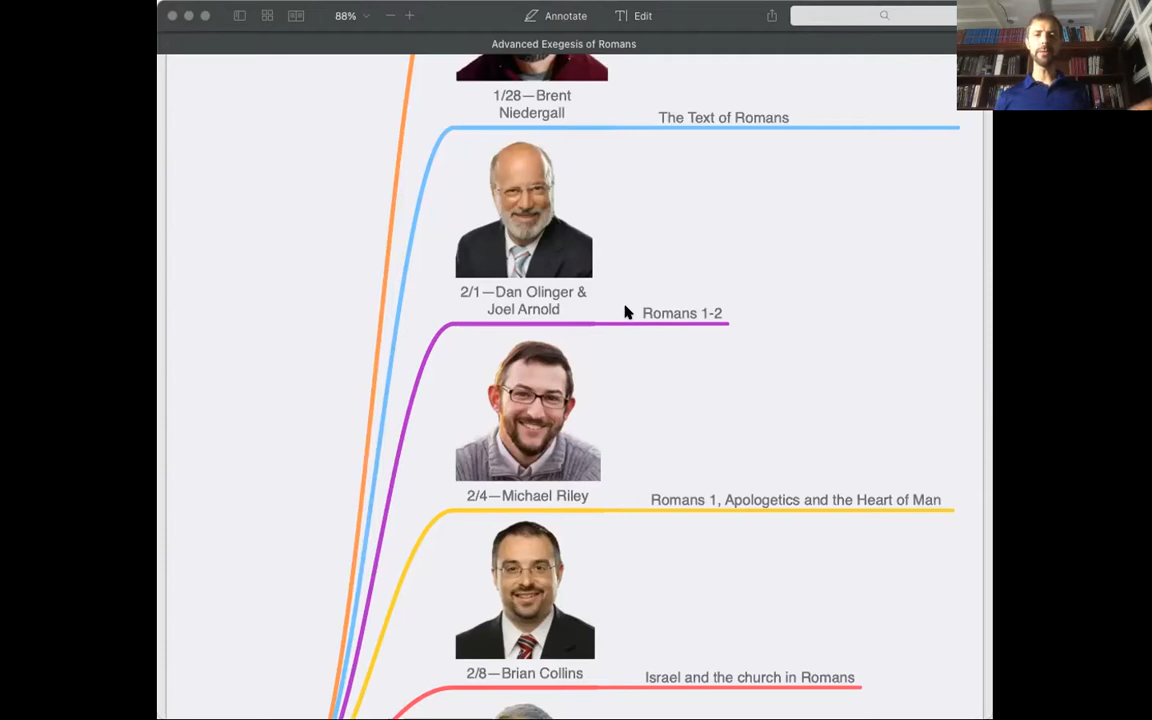 88%
Annotate
Edit
Advanced Exegesis of Romans
1/28—Brent
Niedergall
The Text of Romans
2/1—Dan Olinger &
Joel Arnold
Romans 1-2
2/4—Michael Riley
Romans 1, Apologetics and the Heart of Man
2/8—Brian Collins
Israel and the church in Romans